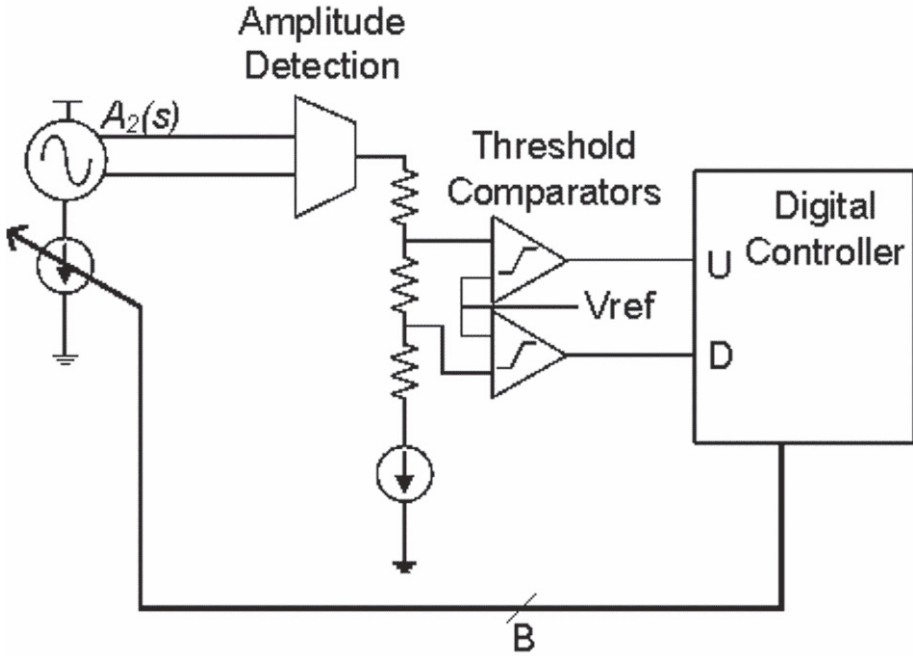 Amplitude
Detection
A2(s)
Threshold
Comparators
Digital
Controller
U
Vref
D
B